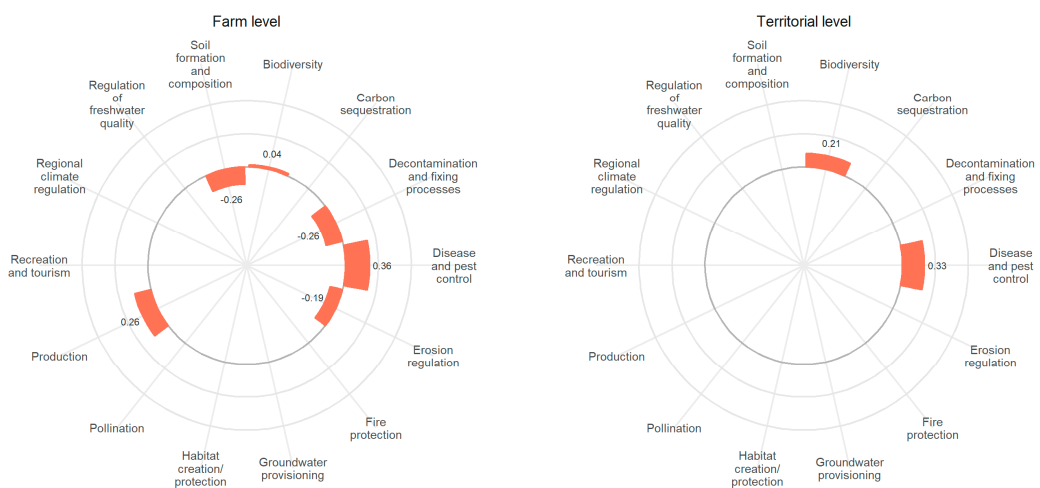 Farm level
Soil
formation
and
composition
Biodiversity
Carbon
sequestration
Decontamination
and fixing
processes
Disease
and pest
control
Erosion
regulation
Fire
protection
Groundwater
provisioning
Habitat
creation/
protection
Pollination
Production
Recreation
and tourism
Regional
climate
regulation
Regulation
of
freshwater
quality
0.04
-0.26
-0.26
0.36
-0.19
0.26
Territorial level
Soil
formation
and
composition
Biodiversity
Carbon
sequestration
Decontamination
and fixing
processes
Disease
and pest
control
Erosion
regulation
Fire
protection
Groundwater
provisioning
Habitat
creation/
protection
Pollination
Production
Recreation
and tourism
Regional
climate
regulation
Regulation
of
freshwater
quality
0.21
0.33